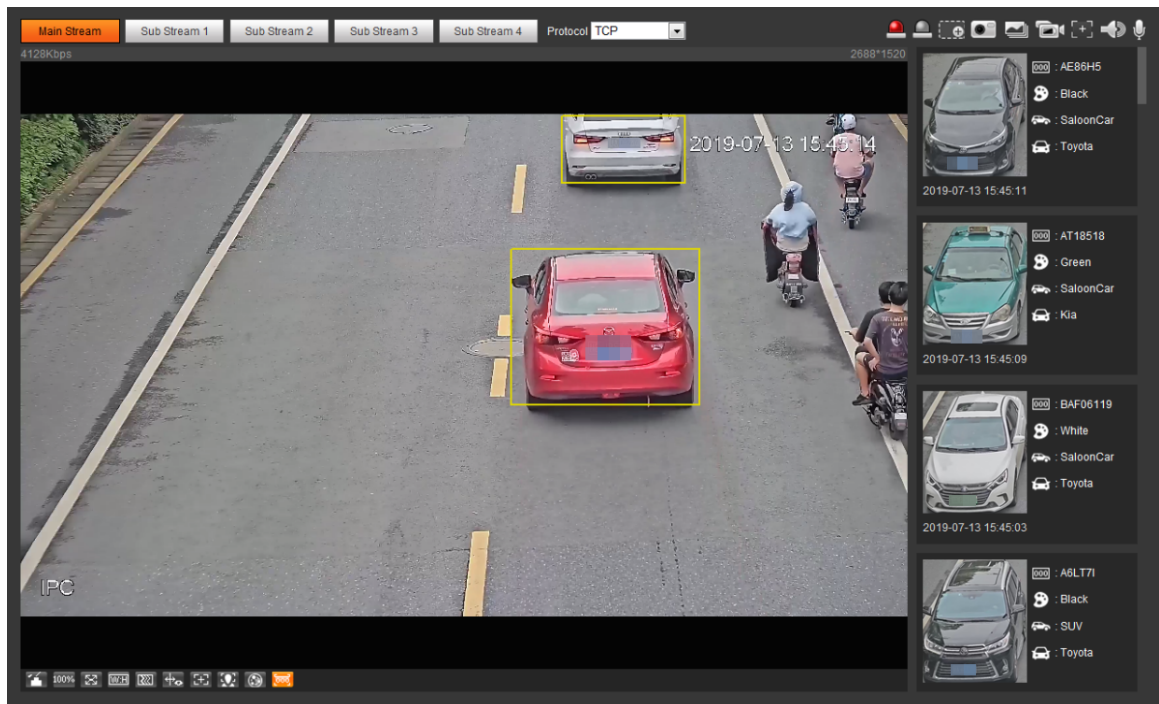 Main Stream
Sub Stream 1
Sub Stream 2
Sub Stream 3
Sub Stream 4
Protocol TCP
4128Kbps
2688*1520
2019-07-13 15:45:14
IPC
100%
W:H
: AE86H5
: Black
: SaloonCar
: Toyota
2019-07-13 15:45:11
: AT18518
: Green
: SaloonCar
: Kia
2019-07-13 15:45:09
: BAF06119
: White
: SaloonCar
: Toyota
2019-07-13 15:45:03
: A6LT7I
: Black
: SUV
: Toyota